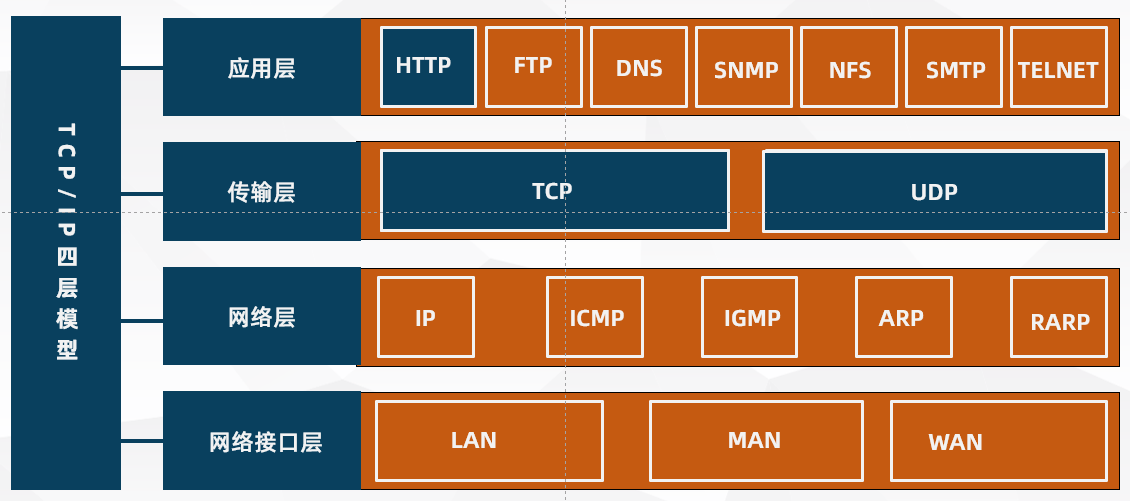 TCP/IP四层模型
应用层
HTTP
FTP
DNS
SNMP
NFS
SMTP
TELNET
传输层
TCP
UDP
网络层
IP
ICMP
IGMP
ARP
RARP
网络接口层
LAN
MAN
WAN